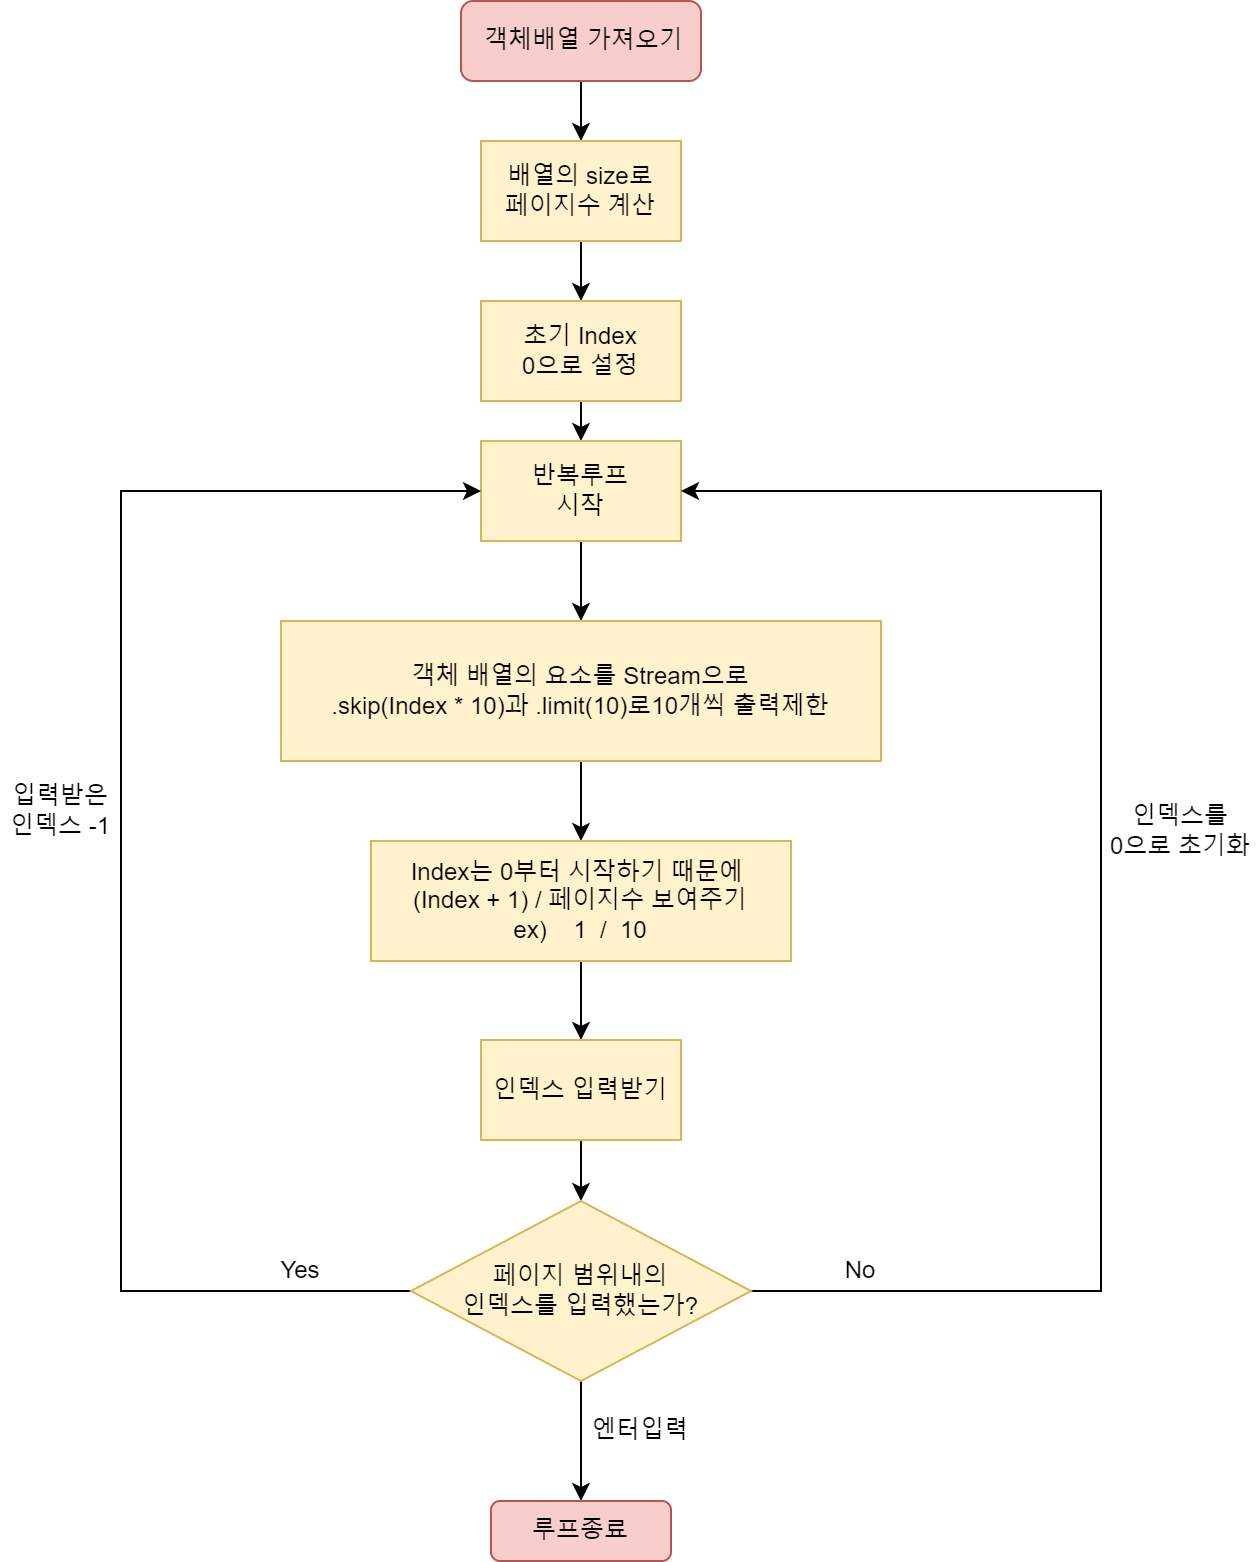 객체배열 가져오기
배열의 size로
페이지수 계산
초기 Index
0으로 설정
반복루프
시작
객체 배열의 요소를 Stream으로
.skip(Index * 10)과 .limit(10)로10개씩 출력제한
입력받은
인덱스 -1
인덱스를
0으로 초기화
Index는 0부터 시작하기 때문에
(Index + 1) / 페이지수 보여주기
ex)    1  /  10
인덱스 입력받기
Yes
No
페이지 범위내의
인덱스를 입력했는가?
엔터입력
루프종료